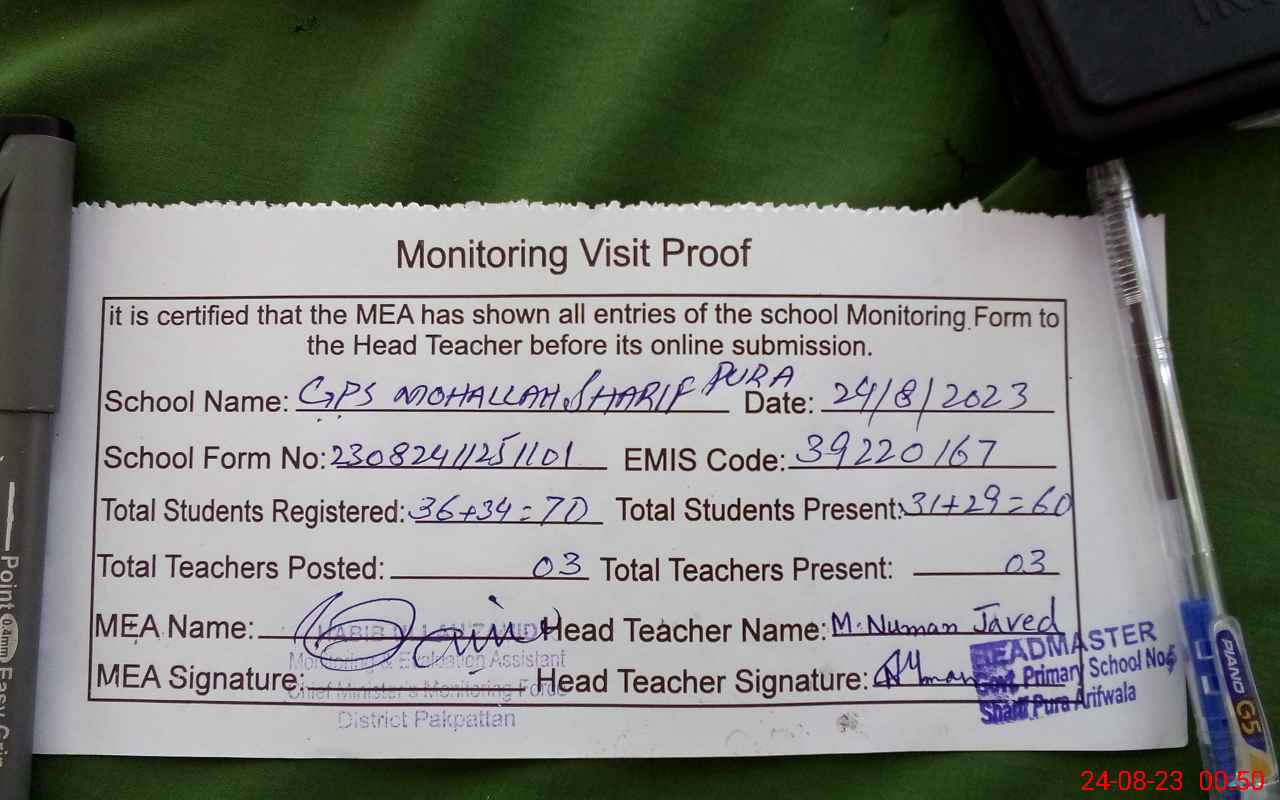 Monitoring Visit Proof
it is certified that the MEA has shown all entries of the school Monitoring Form to
the Head Teacher before its online submission.
School Name: GPS MOHALLAH SHARIF PURA Date: 24/8/2023
School Form No: 23082411251101 EMIS Code: 39220167
Total Students Registered: 36+34=70 Total Students Present: 31+29=60
Total Teachers Posted: 03 Total Teachers Present: 03
MEA Name: Head Teacher Name: M. Numan Javed
Monitoring & Evaluation Assistant
MEA Signature: Head Teacher Signature:
Chief Minister's Monitoring Force
District Pakpattan
HEADMASTER
Govt. Primary School No
Sharif Pura Arifwala
Point 0.4mm Easy Grip
PIANO G5
24-08-23 00:50